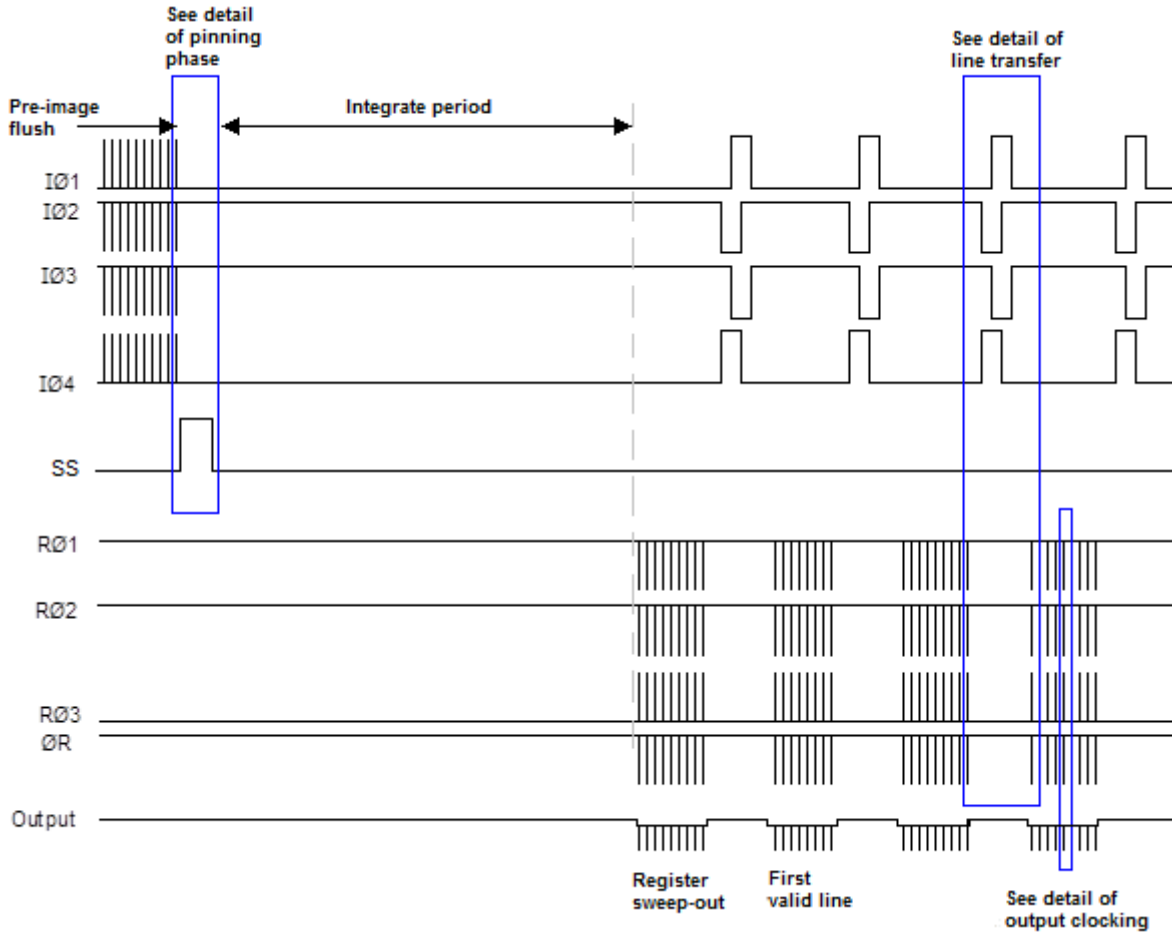 See detail
of pinning
phase
See detail of
line transfer
Pre-image
flush
Integrate period
IØ1
IØ2
IØ3
IØ4
SS
RØ1
RØ2
RØ3
ØR
Output
Register
sweep-out
First
valid line
See detail of
output clocking